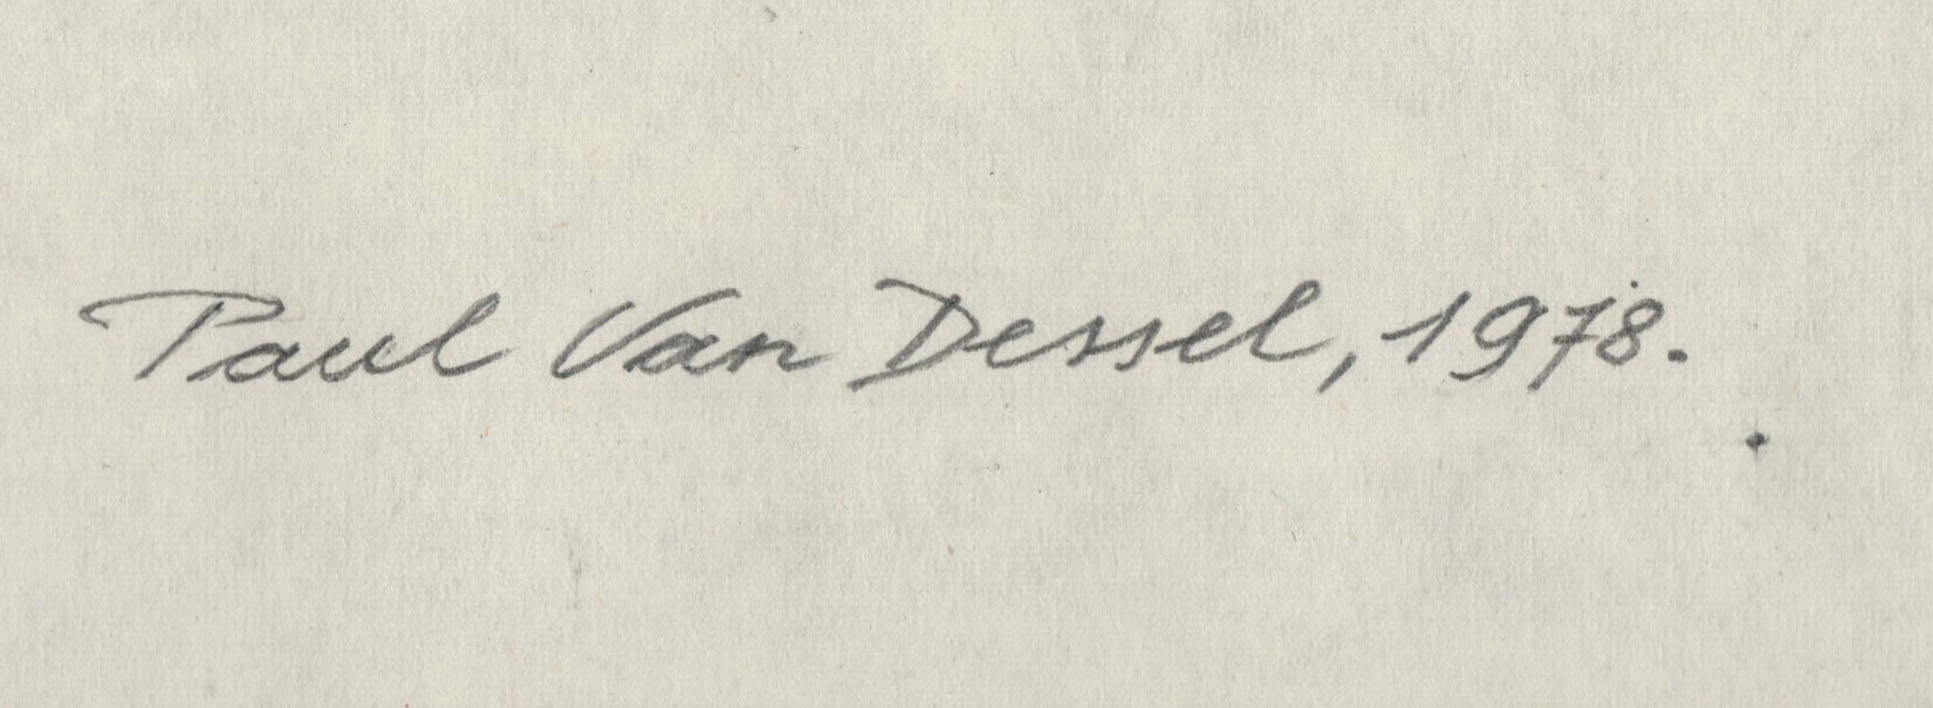 Paul Van Dessel, 1978.